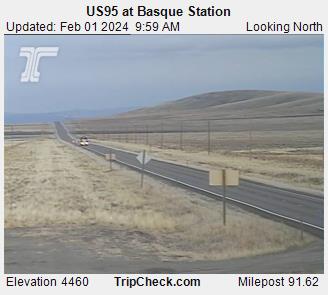 US95 at Basque Station
Updated: Feb 01 2024 9:59 AM Looking North
Elevation 4460 TripCheck.com Milepost 91.62